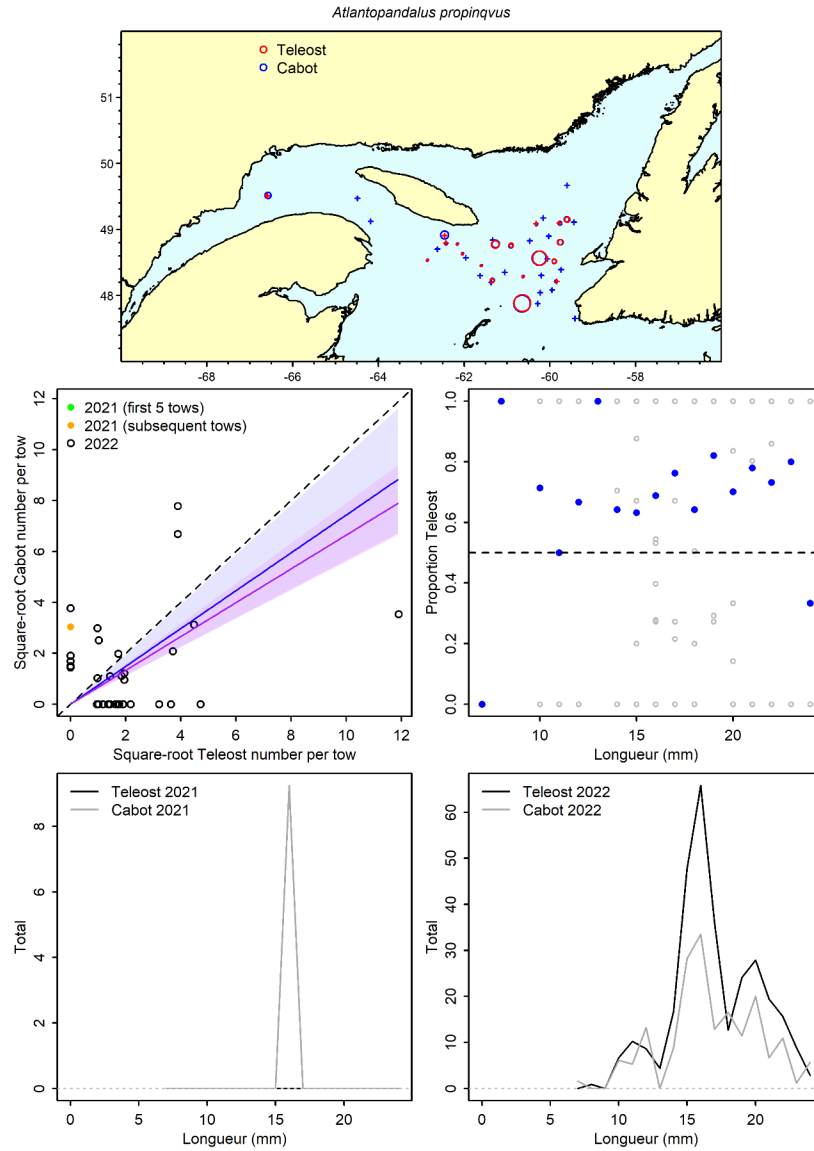 Atlantopandalus propinqvus
Teleost
Cabot
51
50
49
48
-68
-66
-64
-62
-60
-58
2021 (first 5 tows)
2021 (subsequent tows)
2022
Square-root Cabot number per tow
12
10
8
6
4
2
0
0 2 4 6 8 10 12
Square-root Teleost number per tow
Proportion Teleost
1.0
0.8
0.6
0.4
0.2
0.0
10 15 20
Longueur (mm)
Teleost 2021
Cabot 2021
Total
8
6
4
2
0
0 5 10 15 20
Longueur (mm)
Teleost 2022
Cabot 2022
Total
60
50
40
30
20
10
0
0 5 10 15 20
Longueur (mm)